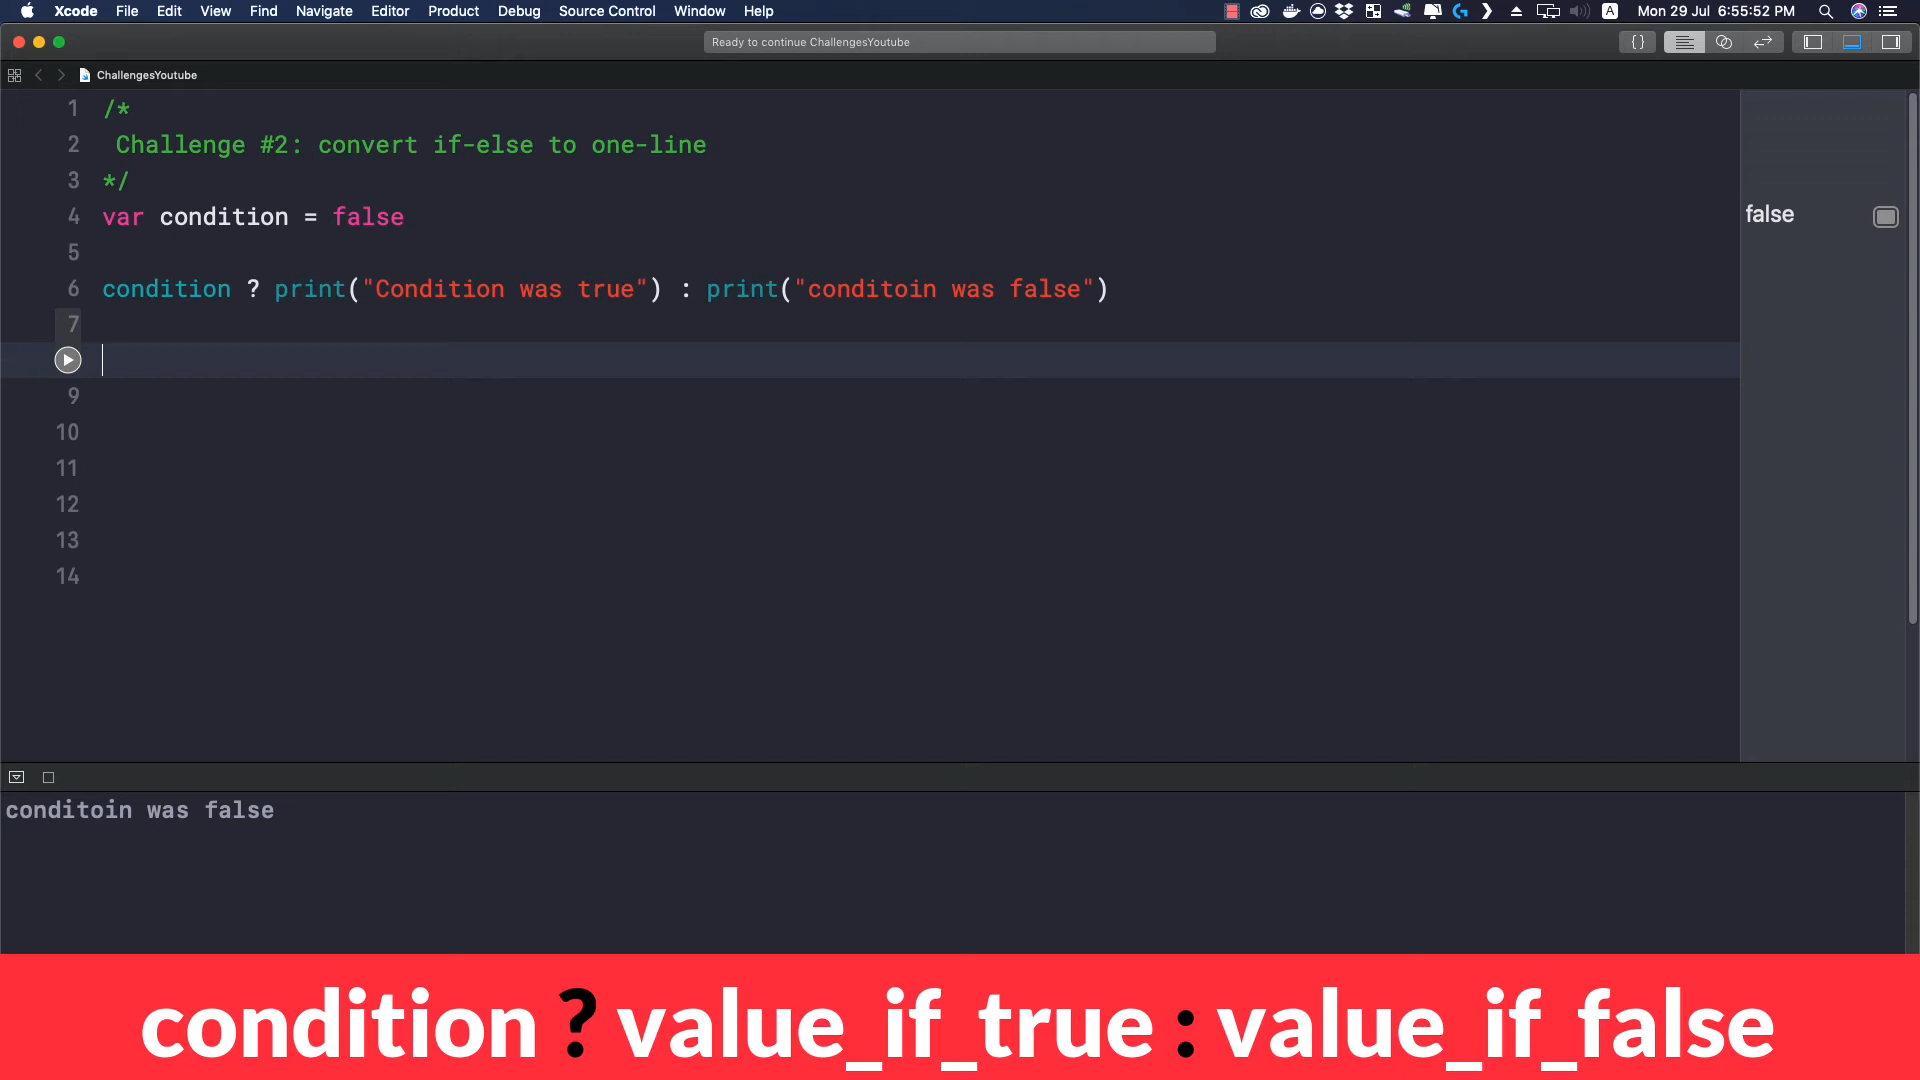 Xcode File Edit View Find Navigate Editor Product Debug Source Control Window Help A Mon 29 Jul 6:55:52 PM
Ready to continue ChallengesYoutube {}
ChallengesYoutube
1 /*
2 Challenge #2: convert if-else to one-line
3 */
4 var condition = false false
5
6 condition ? print("Condition was true") : print("conditoin was false")
7
9
10
11
12
13
14
conditoin was false
condition ? value_if_true : value_if_false